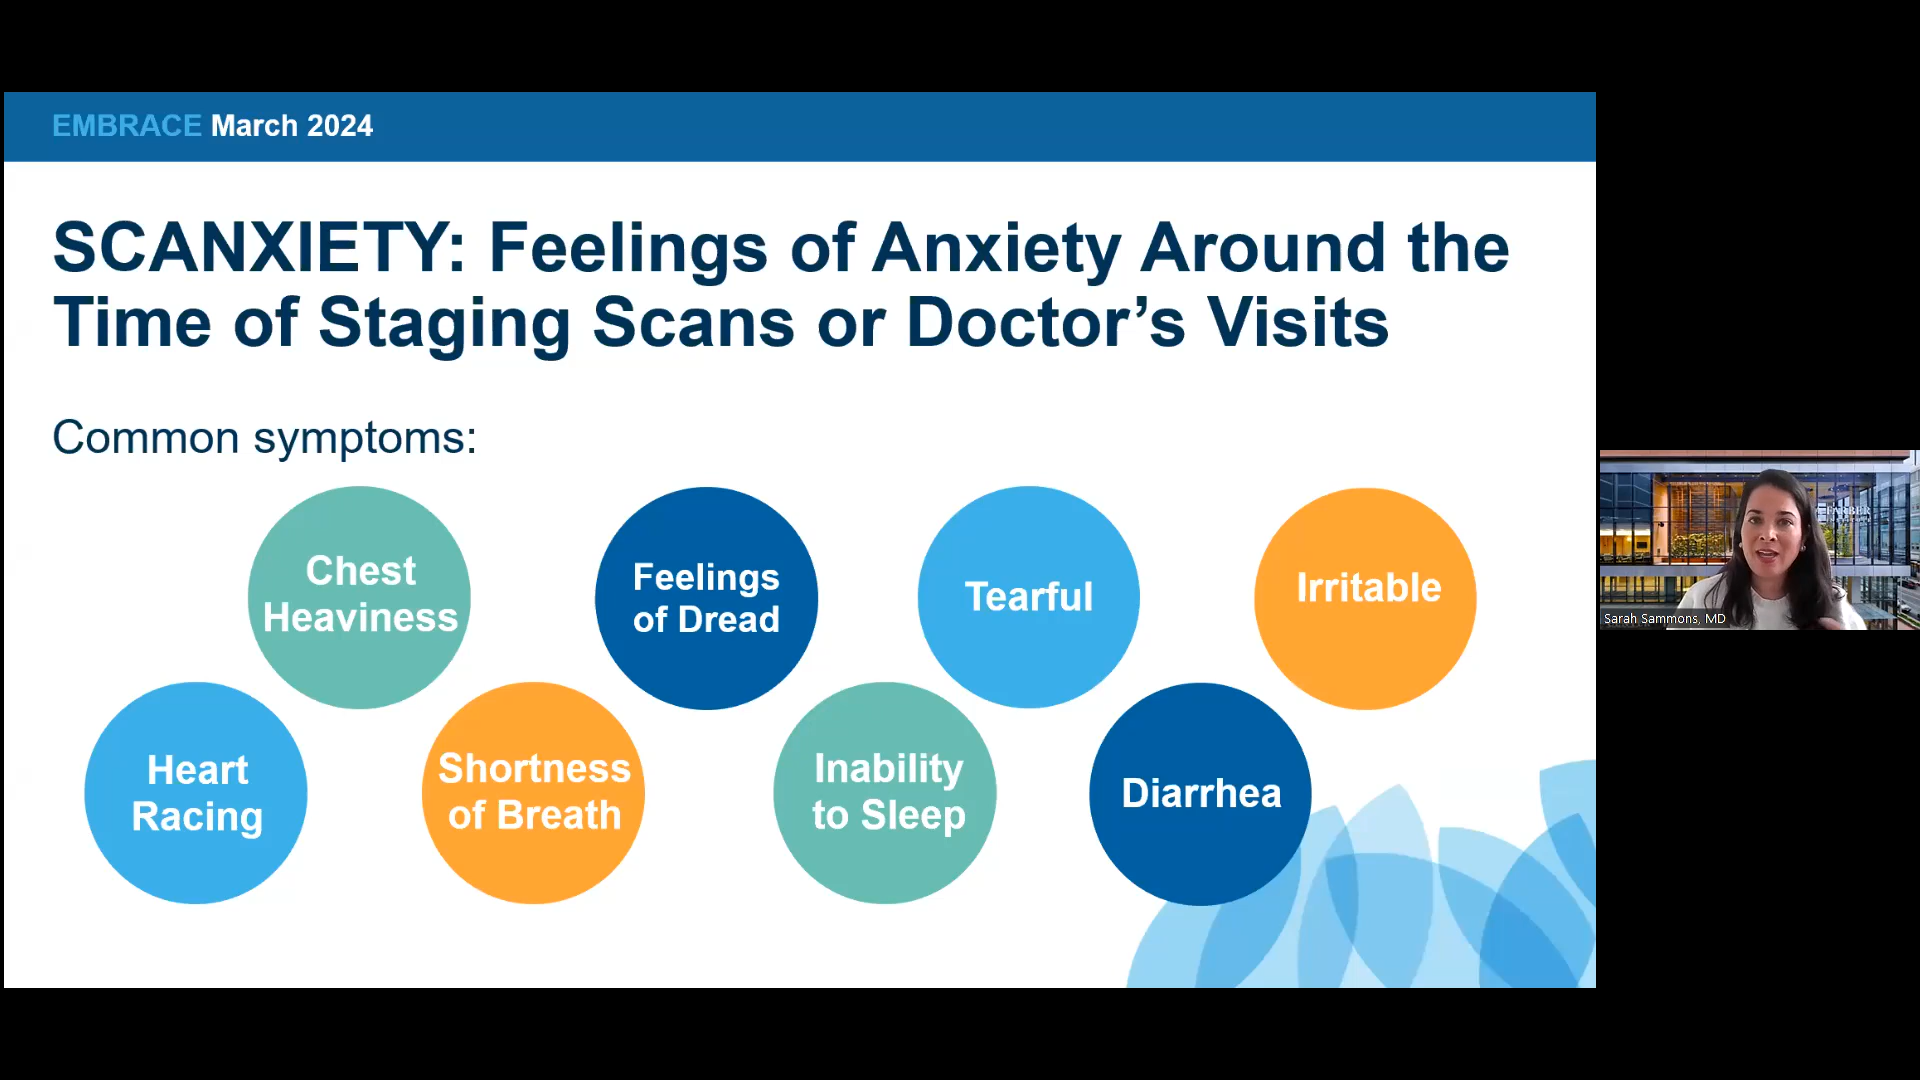 EMBRACE March 2024
SCANXIETY: Feelings of Anxiety Around the
Time of Staging Scans or Doctor’s Visits
Common symptoms:
Chest
Heaviness
Feelings
of Dread
Tearful
Irritable
Heart
Racing
Shortness
of Breath
Inability
to Sleep
Diarrhea
FARBER
Sarah Sammons, MD